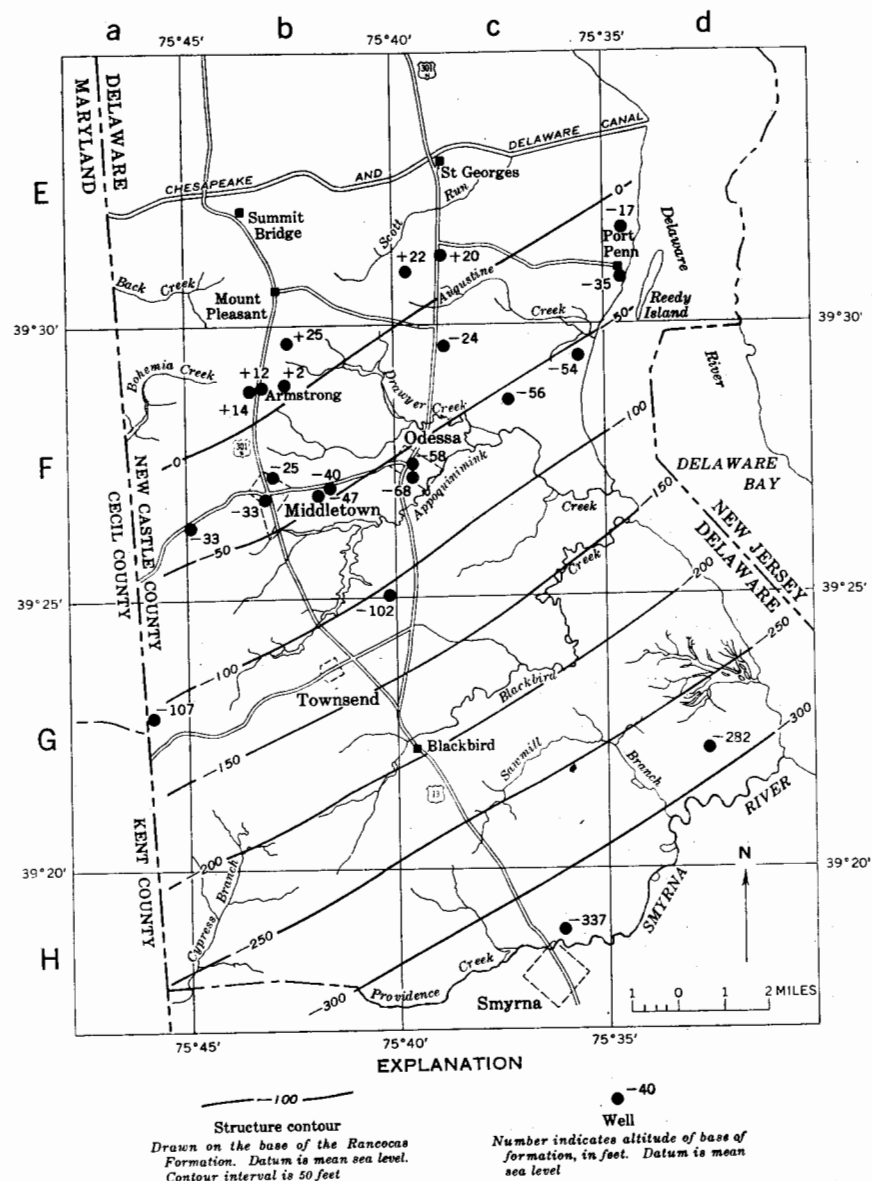 a b c d
75°45' 75°40' 75°35'
301 N
MARYLAND
DELAWARE
CHESAPEAKE AND DELAWARE CANAL
St Georges
E
Summit Bridge
Scott Run
0
-17
Port Penn
Delaware
+22
+20
-35
Reedy Island
Back Creek
Mount Pleasant
Augustine Creek
50
39°30' 39°30'
+25
-24
-54
River
Bohemia Creek
+12
+2
+14
Armstrong
Drawyer Creek
-56
-100
301
0
Odessa
F
NEW CASTLE COUNTY
CECIL COUNTY
-25
-40
-58
-68
Appoquinimink Creek
DELAWARE BAY
-33
-47
Middletown
-150
NEW JERSEY
DELAWARE
-33
-50
Creek
-200
39°25' 39°25'
-102
-250
-100
Townsend
Blackbird
-107
G
-282
-300
-150
Blackbird
Sawmill Branch
13
RIVER
SMYRNA
KENT COUNTY
-200
39°20' 39°20'
Cypress Branch
N
-250
-337
H
Providence Creek
-300
Smyrna
1 0 1 2 MILES
75°45' 75°40' 75°35'
EXPLANATION
-100
Structure contour
Drawn on the base of the Rancocas
Formation. Datum is mean sea level.
Contour interval is 50 feet
-40
Well
Number indicates altitude of base of
formation, in feet. Datum is mean
sea level